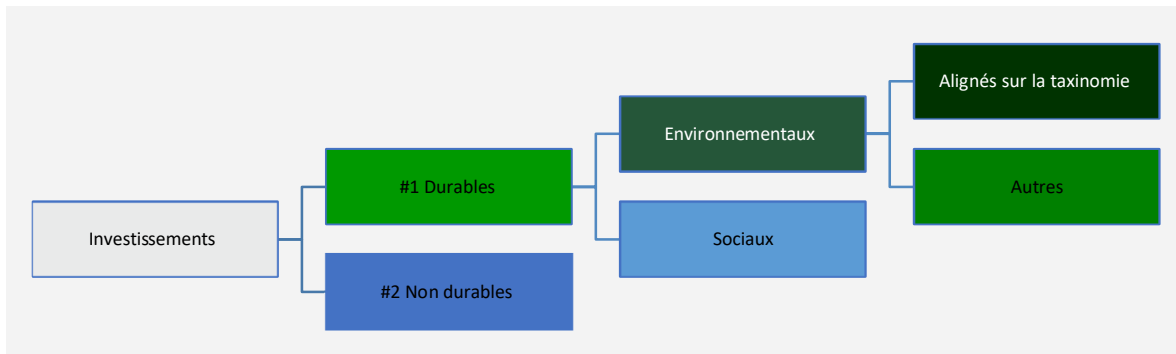 Investissements
#1 Durables
#2 Non durables
Environnementaux
Sociaux
Alignés sur la taxinomie
Autres